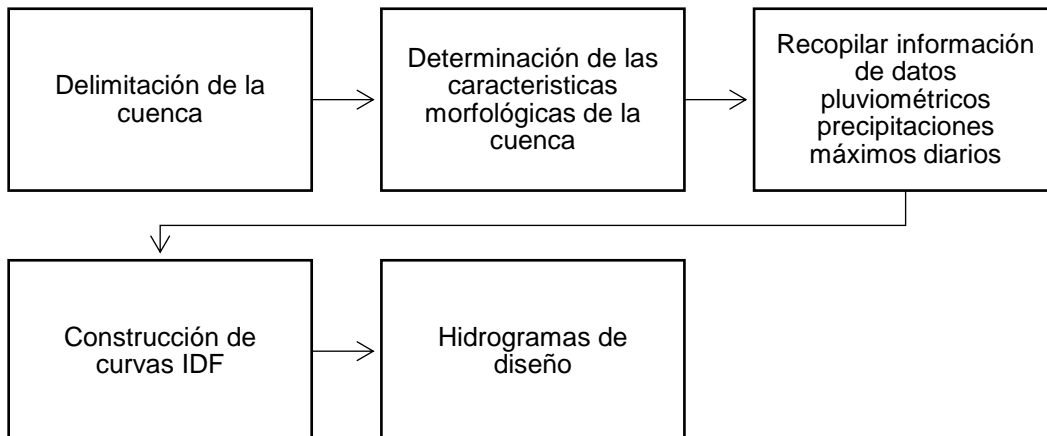 Delimitación de la
cuenca
Determinación de las
caracteristicas
morfológicas de la
cuenca
Recopilar información
de datos
pluviométricos
precipitaciones
máximos diarios
Construcción de
curvas IDF
Hidrogramas de
diseño